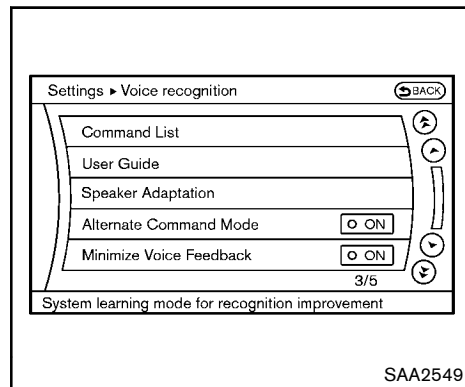 Settings ▸ Voice recognition BACK
Command List
User Guide
Speaker Adaptation
Alternate Command Mode ON
Minimize Voice Feedback ON
3/5
System learning mode for recognition improvement
SAA2549